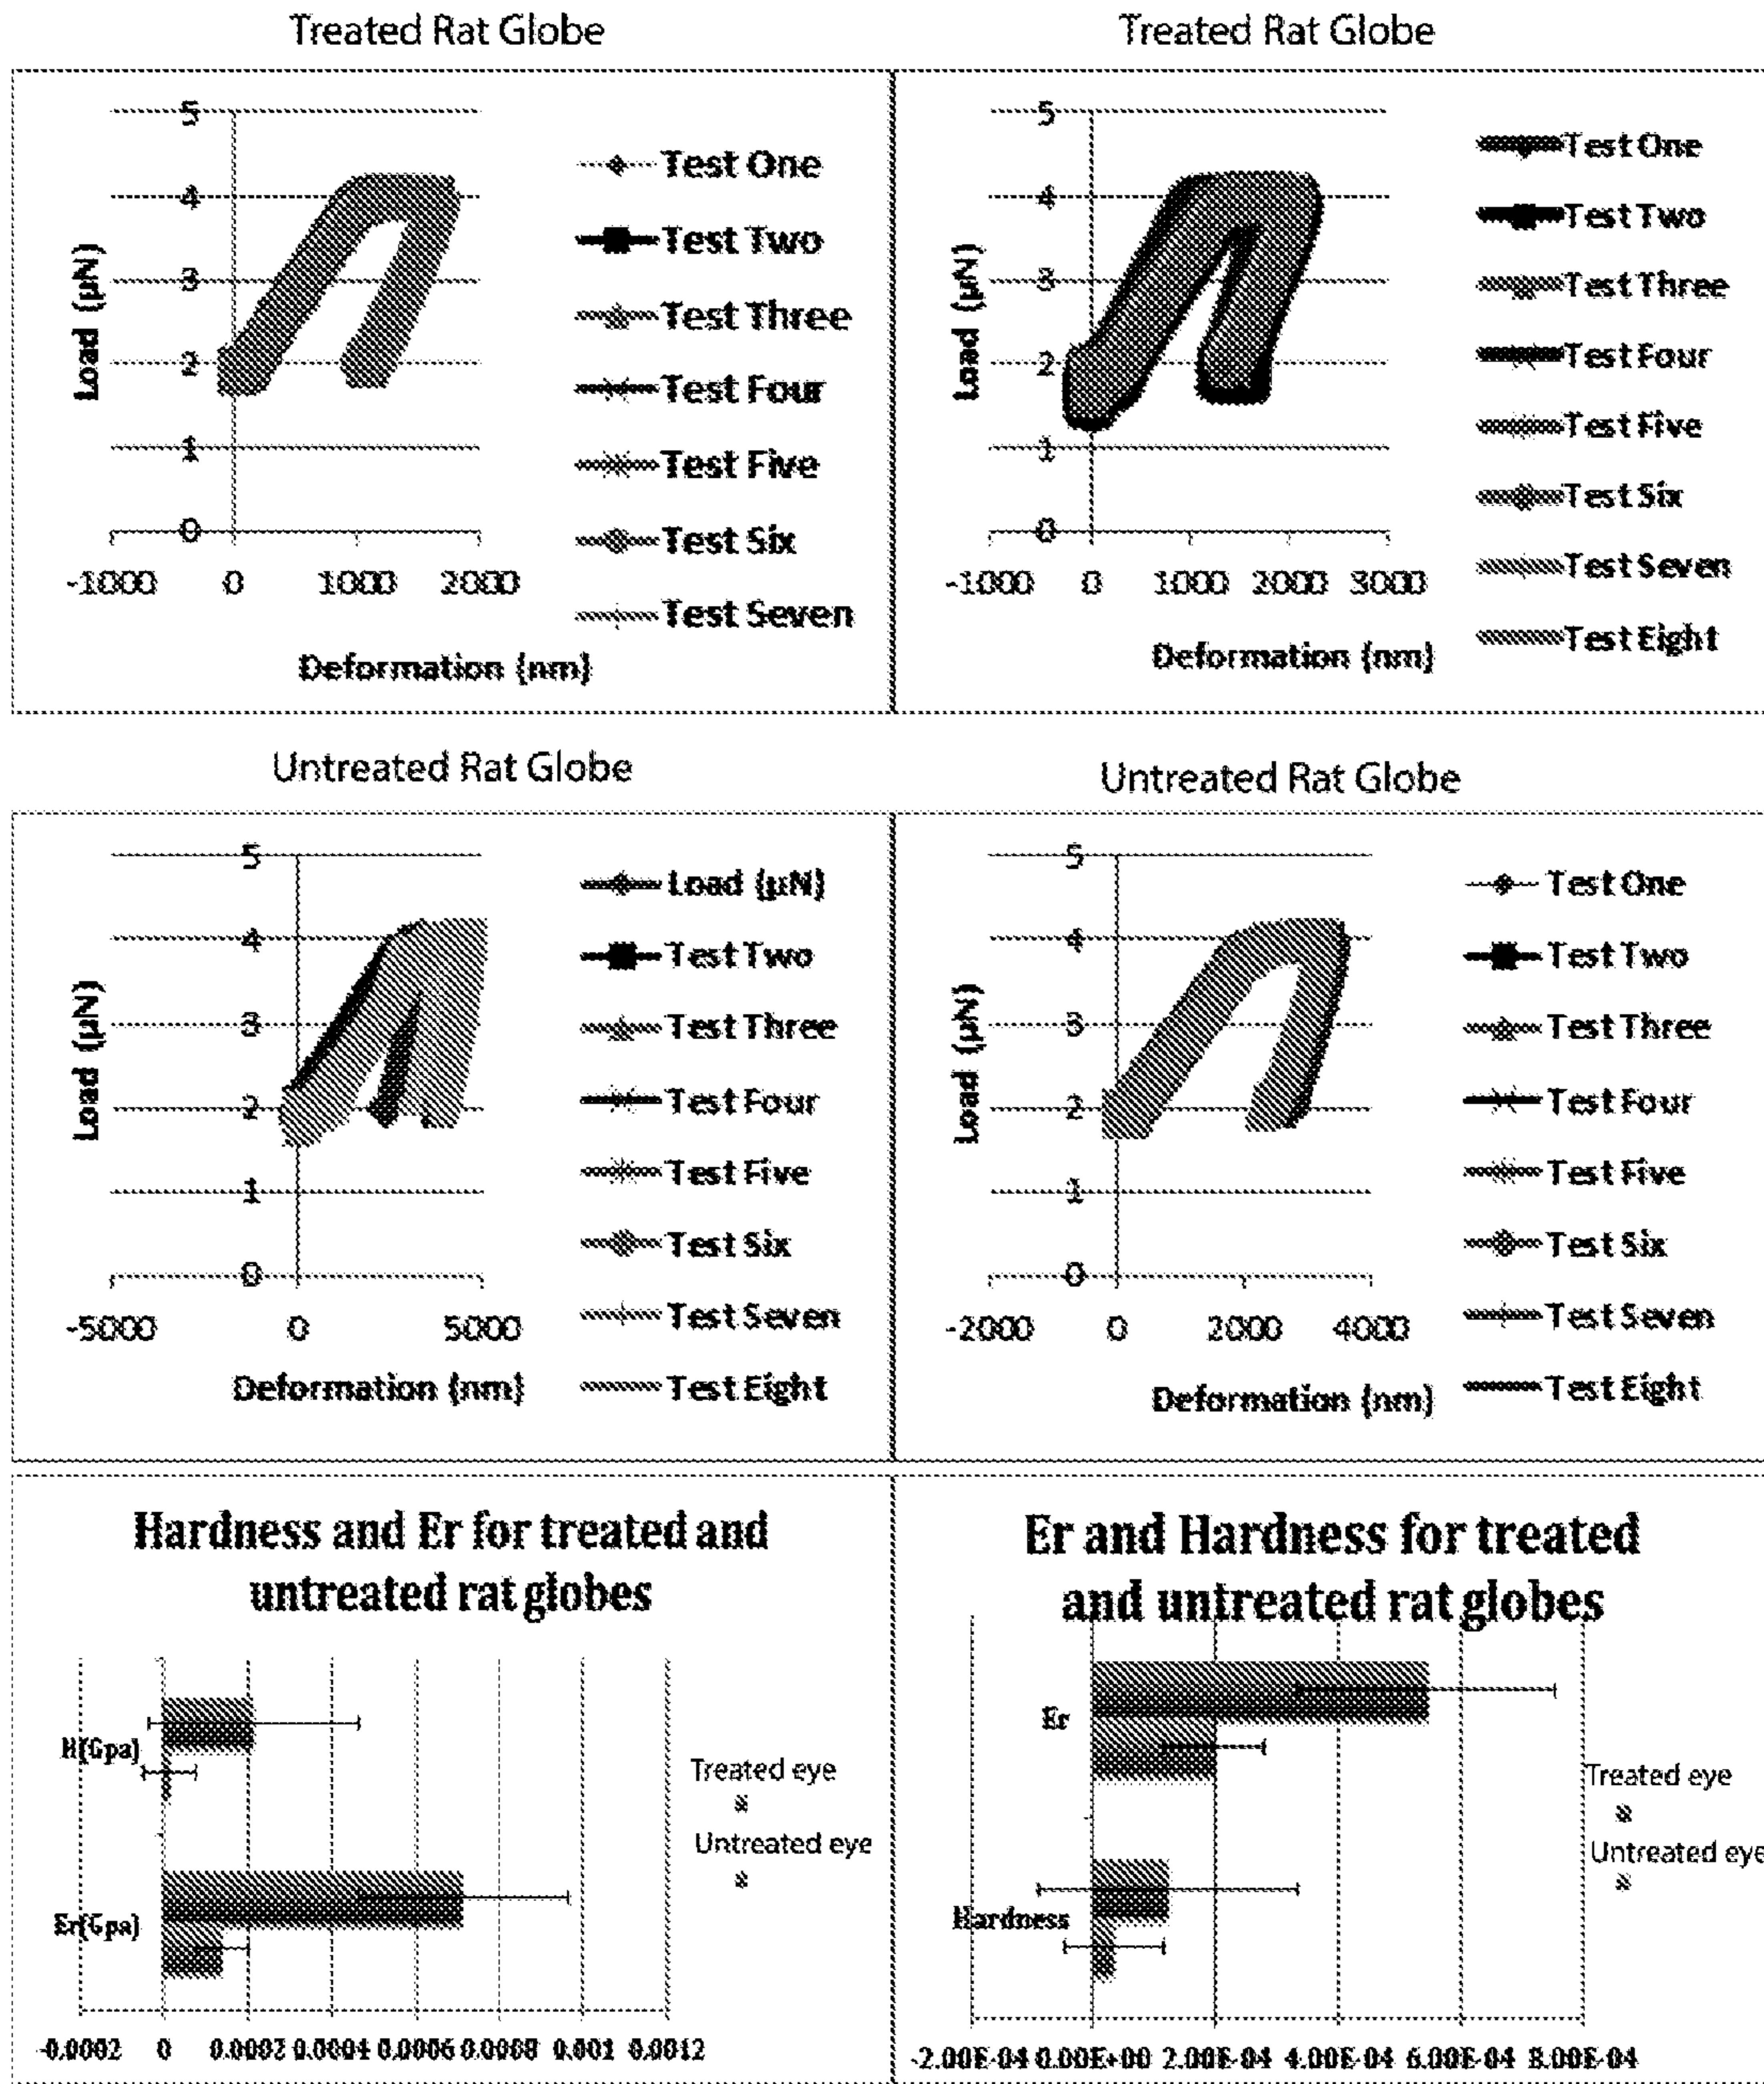 Treated Rat Globe
5
4
3
2
1
0
-1000 0 1000 2000
Load (µN)
Deformation (nm)
Test One
Test Two
Test Three
Test Four
Test Five
Test Six
Test Seven
Treated Rat Globe
5
4
3
2
1
0
-1000 0 1000 2000 3000
Load (µN)
Deformation (nm)
Test One
Test Two
Test Three
Test Four
Test Five
Test Six
Test Seven
Test Eight
Untreated Rat Globe
5
4
3
2
1
0
-5000 0 5000
Load (µN)
Deformation (nm)
Load (µN)
Test Two
Test Three
Test Four
Test Five
Test Six
Test Seven
Test Eight
Untreated Rat Globe
5
4
3
2
1
0
-2000 0 2000 4000
Load (µN)
Deformation (nm)
Test One
Test Two
Test Three
Test Four
Test Five
Test Six
Test Seven
Test Eight
Hardness and Er for treated and
untreated rat globes
H(Gpa)
Er(Gpa)
-0.0002 0 0.0002 0.0004 0.0006 0.0008 0.001 0.0012
Treated eye
Untreated eye
Er and Hardness for treated
and untreated rat globes
Er
Hardness
-2.00E-04 0.00E+00 2.00E-04 4.00E-04 6.00E-04 8.00E-04
Treated eye
Untreated eye